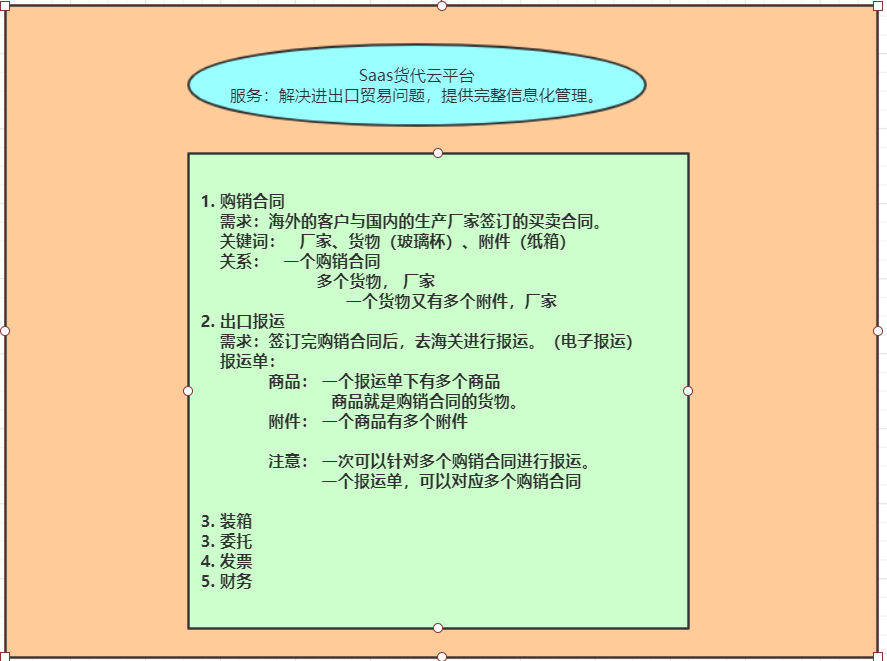 Saas货代云平台
服务：解决进出口贸易问题，提供完整信息化管理。
1. 购销合同
需求：海外的客户与国内的生产厂家签订的买卖合同。
关键词： 厂家、货物（玻璃杯）、附件（纸箱）
关系： 一个购销合同
多个货物， 厂家
一个货物又有多个附件，厂家
2. 出口报运
需求：签订完购销合同后，去海关进行报运。（电子报运）
报运单：
商品： 一个报运单下有多个商品
商品就是购销合同的货物。
附件： 一个商品有多个附件
注意： 一次可以针对多个购销合同进行报运。
一个报运单，可以对应多个购销合同
3. 装箱
3. 委托
4. 发票
5. 财务